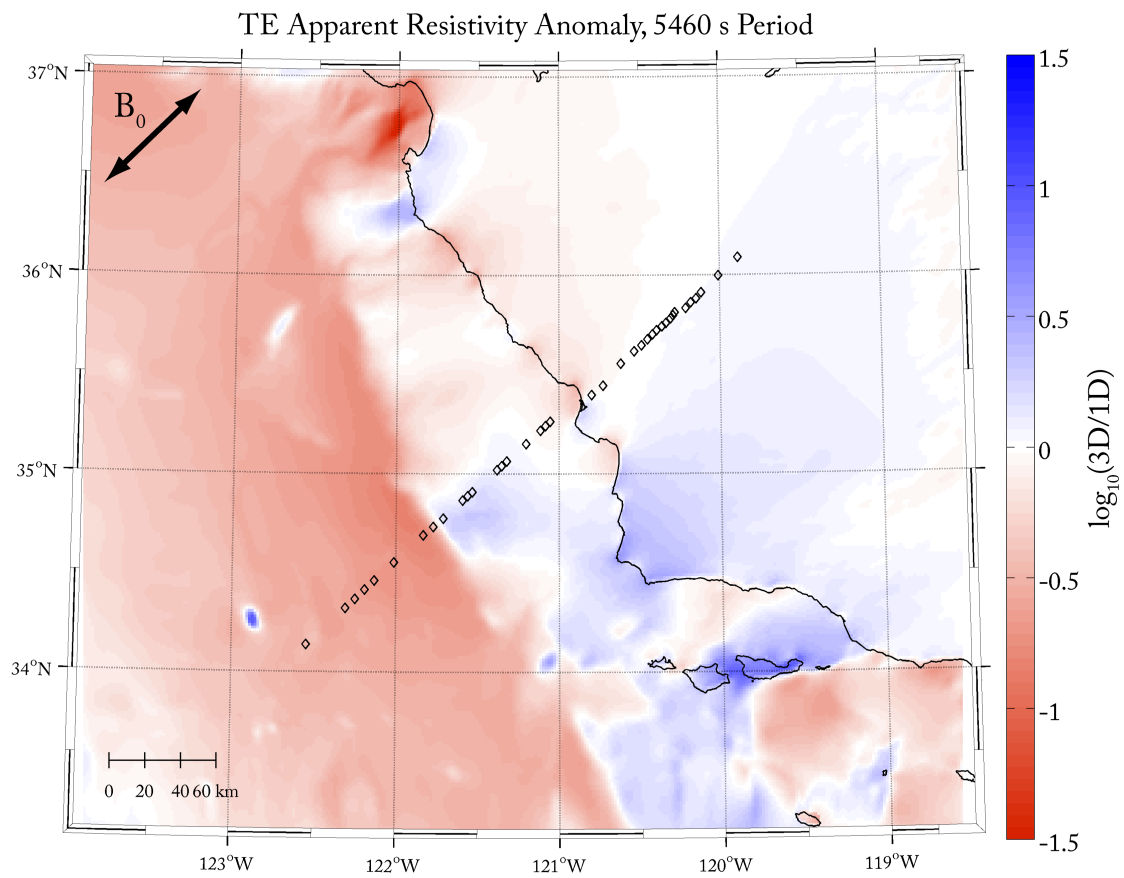 TE Apparent Resistivity Anomaly, 5460 s Period
37°N
36°N
35°N
34°N
B0
0 20 40 60 km
123°W 122°W 121°W 120°W 119°W
1.5
1
0.5
0
-0.5
-1
-1.5
log10(3D/1D)